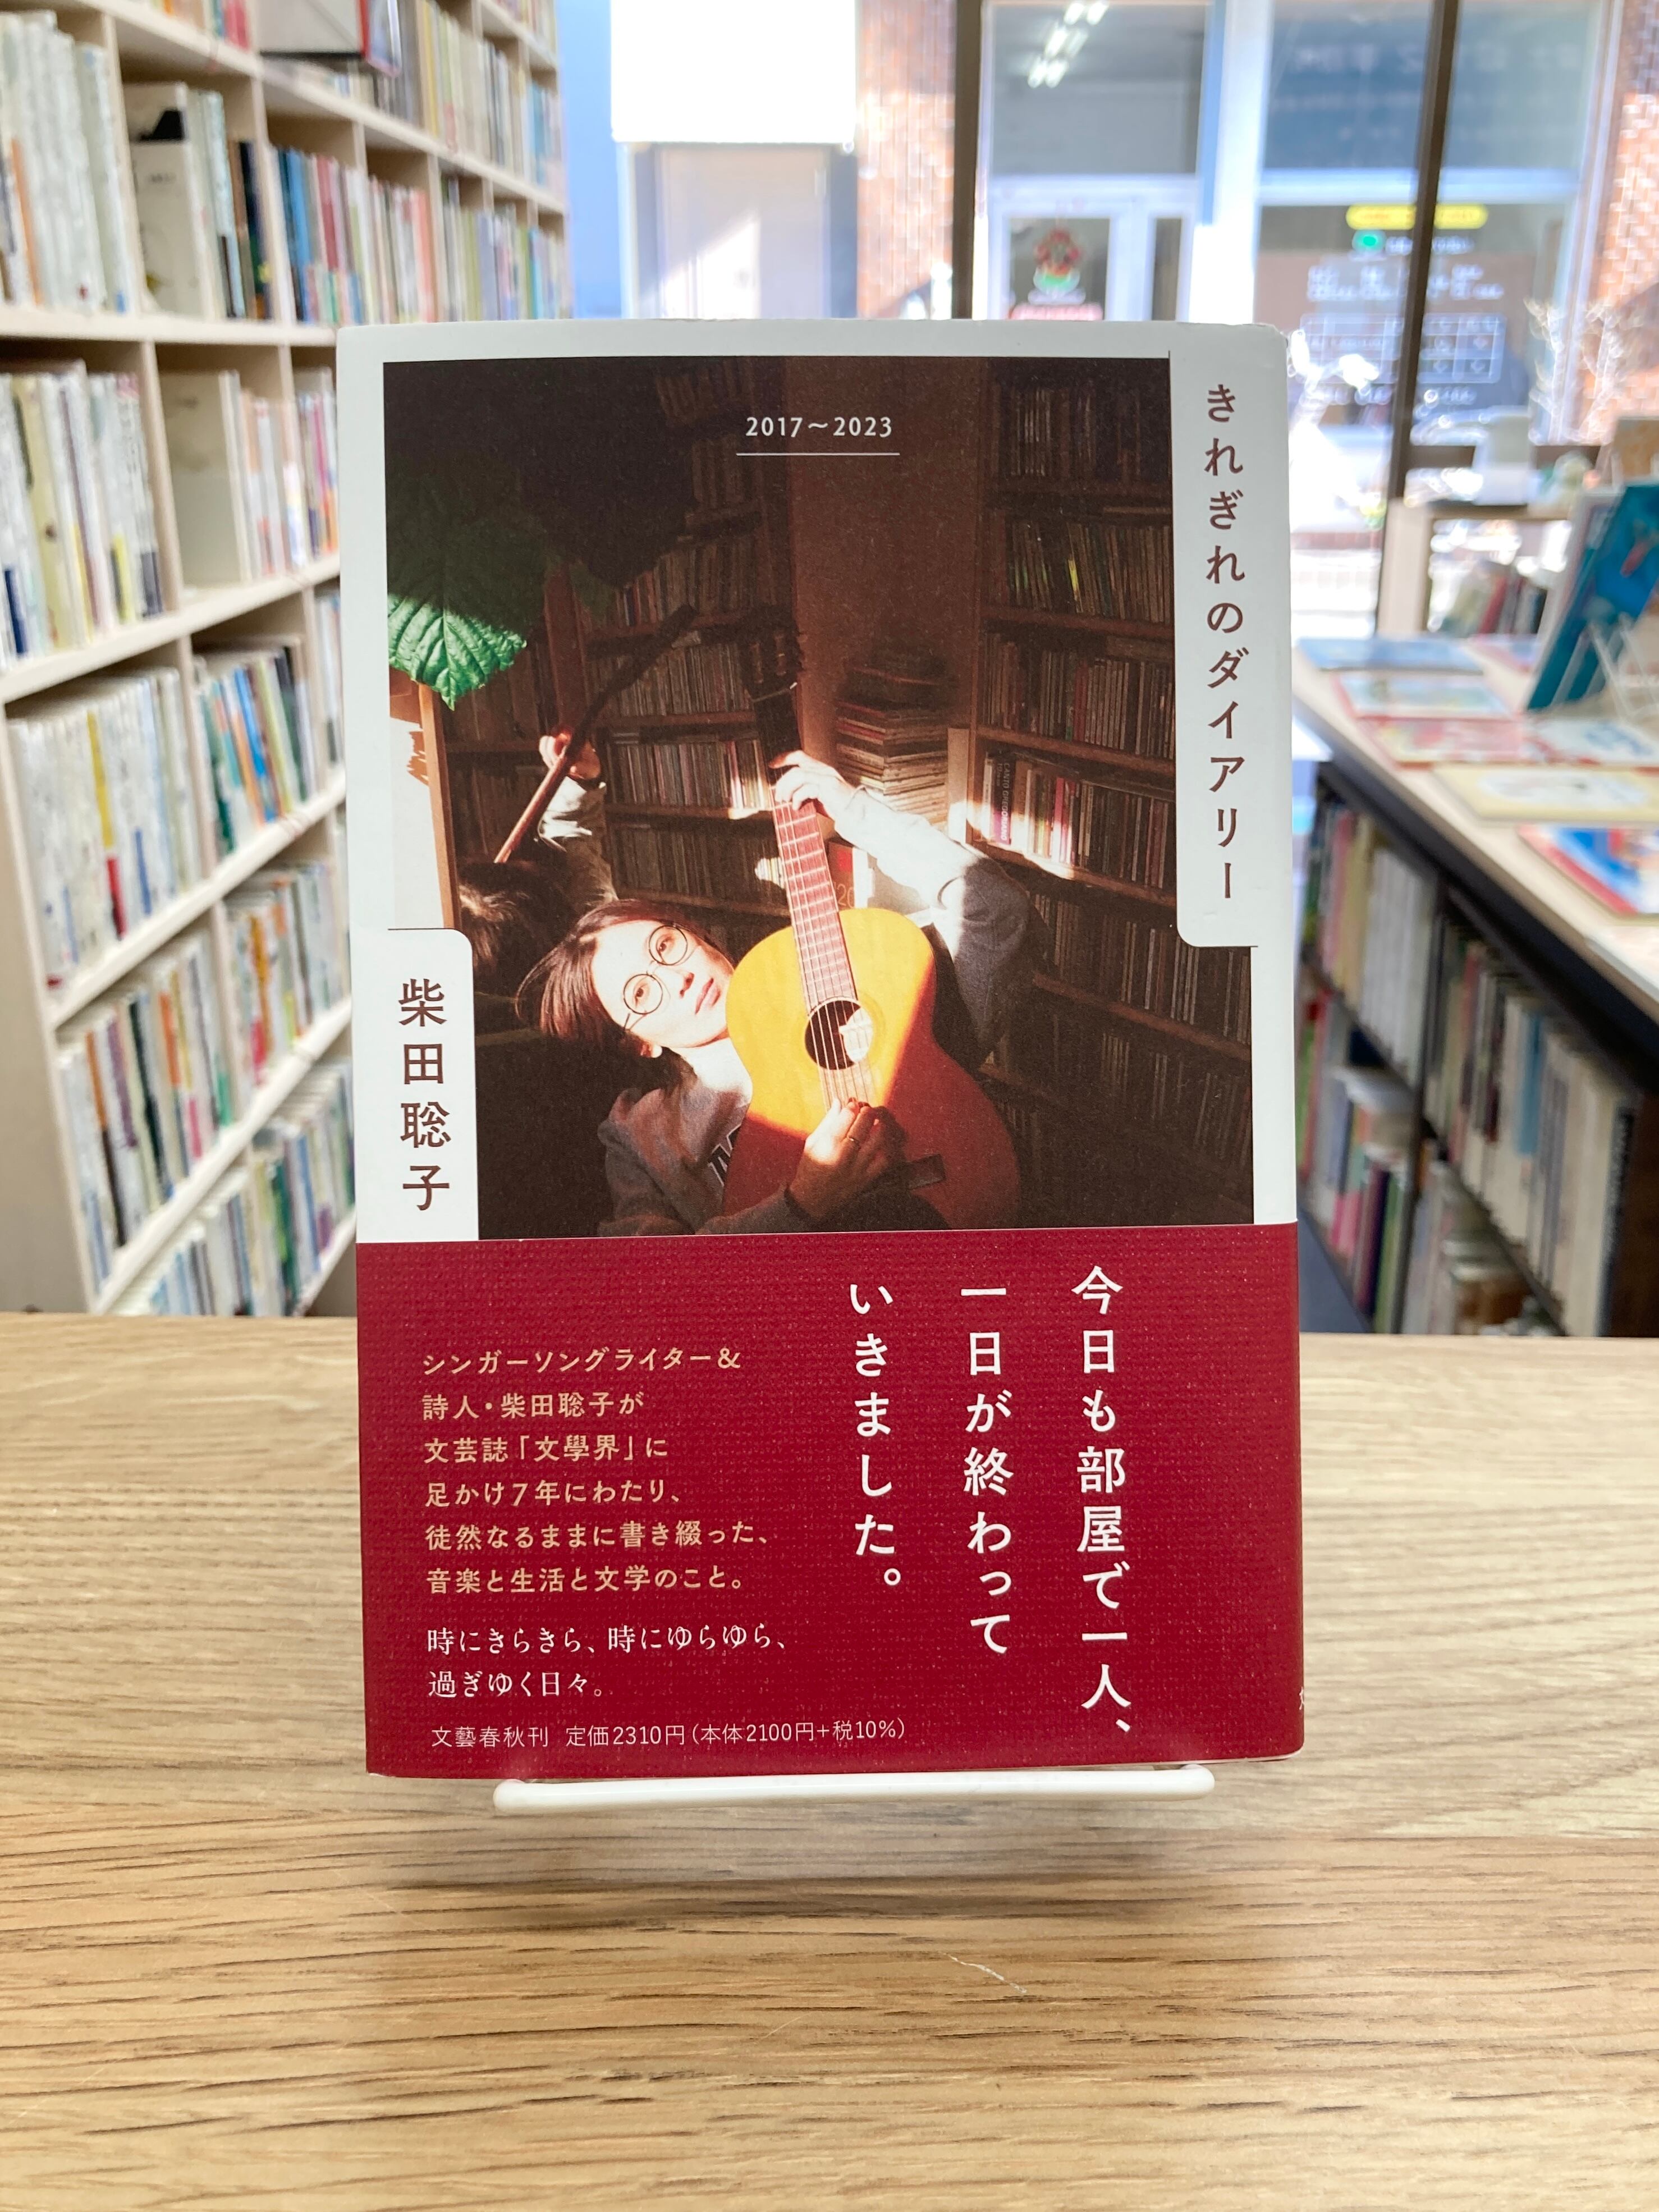 きれぎれのダイアリー
2017〜2023
柴田聡子
今日も部屋で一人、
一日が終わって
いきました。
シンガーソングライター&
詩人・柴田聡子が
文芸誌「文學界」に
足かけ7年にわたり、
徒然なるままに書き綴った、
音楽と生活と文学のこと。
時にきらきら、時にゆらゆら、
過ぎゆく日々。
文藝春秋刊 定価2310円(本体2100円+税10%)